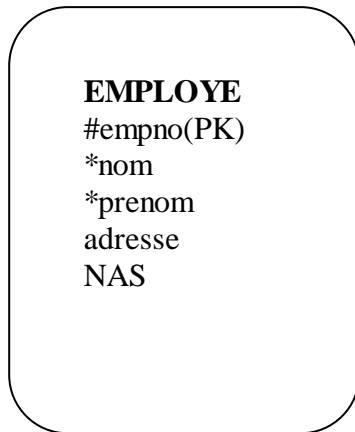 EMPLOYE
#empno(PK)
*nom
*prenom
adresse
NAS